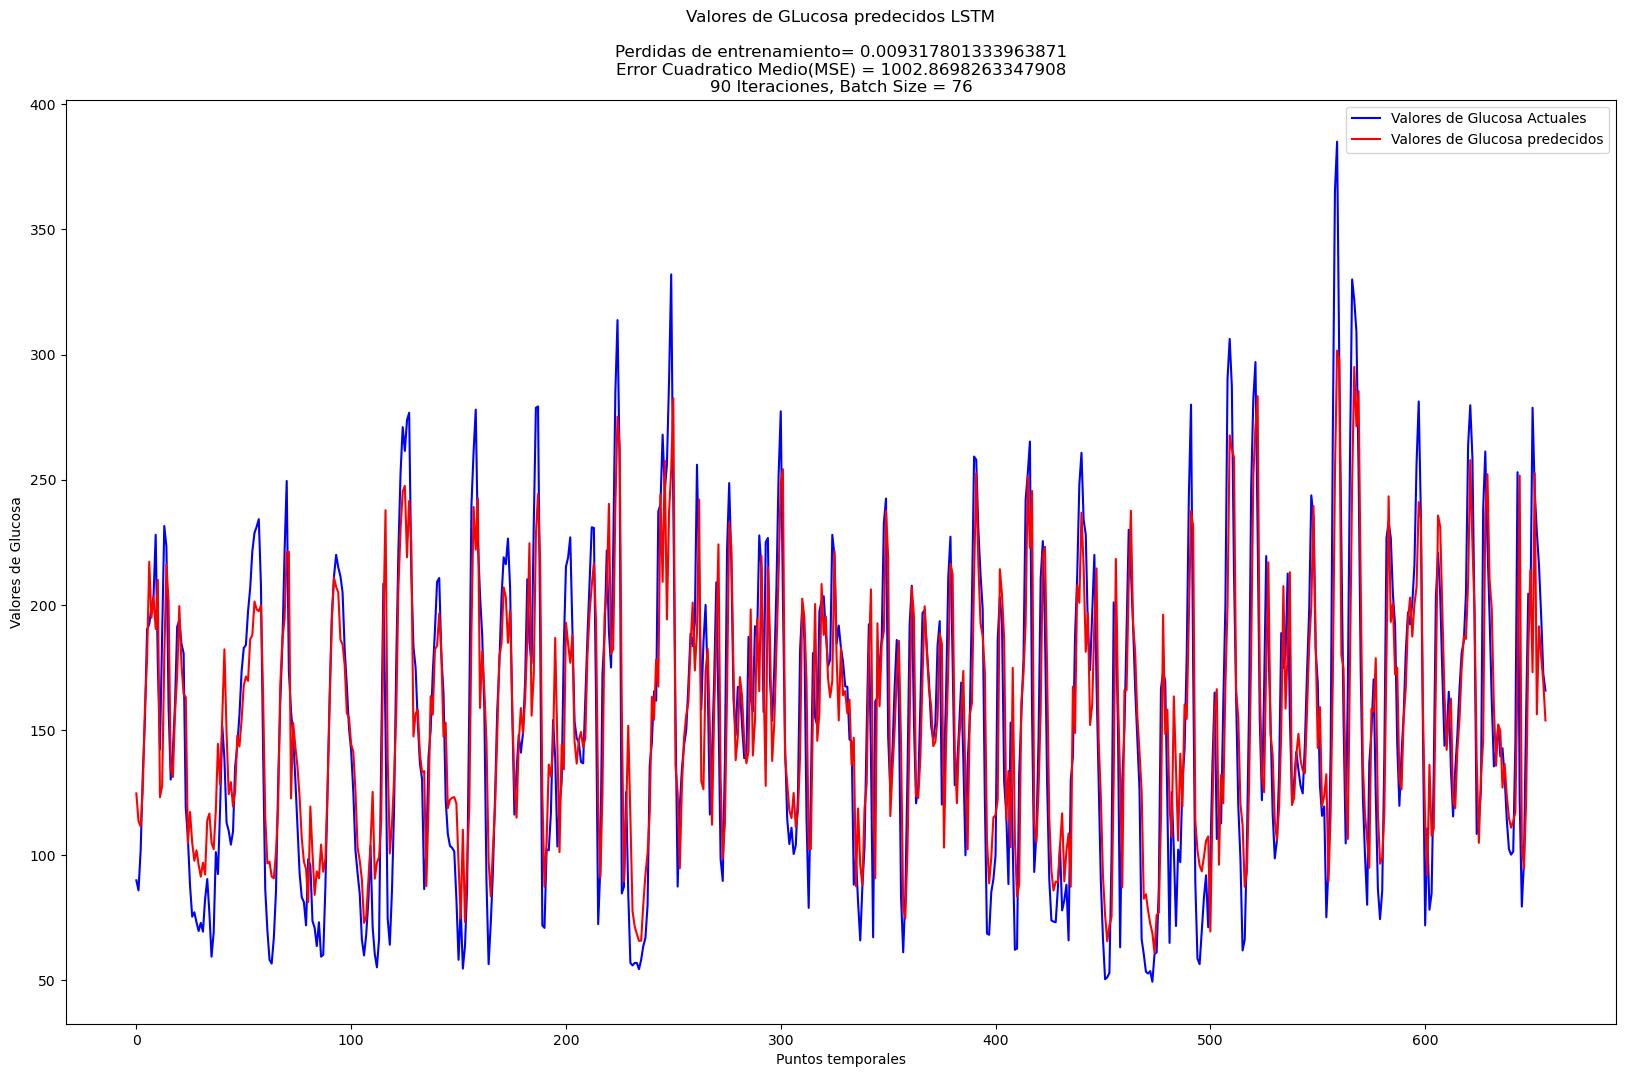 Valores de GLucosa predecidos LSTM
Perdidas de entrenamiento= 0.009317801333963871
Error Cuadratico Medio(MSE) = 1002.8698263347908
90 Iteraciones, Batch Size = 76
Valores de Glucosa Actuales
Valores de Glucosa predecidos
Valores de Glucosa
400
350
300
250
200
150
100
50
0
100
200
300
400
500
600
Puntos temporales